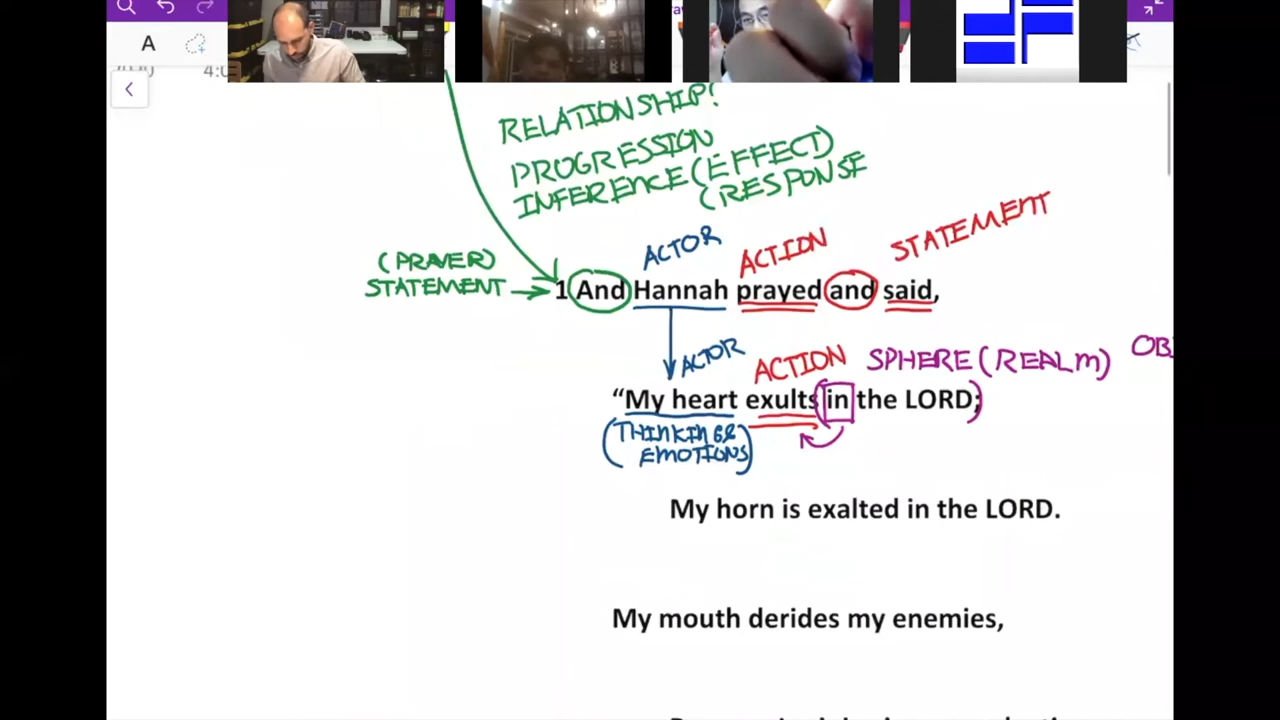 A
RELATIONSHIP?
PROGRESSION
INFERENCE (EFFECT)
(RESPONSE
STATEMENT
ACTOR
ACTION
(PRAYER)
STATEMENT
1 And Hannah prayed and said,
ACTOR
ACTION
SPHERE (REALM)
“My heart exults in the LORD;
(THINKING &
EMOTIONS)
My horn is exalted in the LORD.
My mouth derides my enemies,